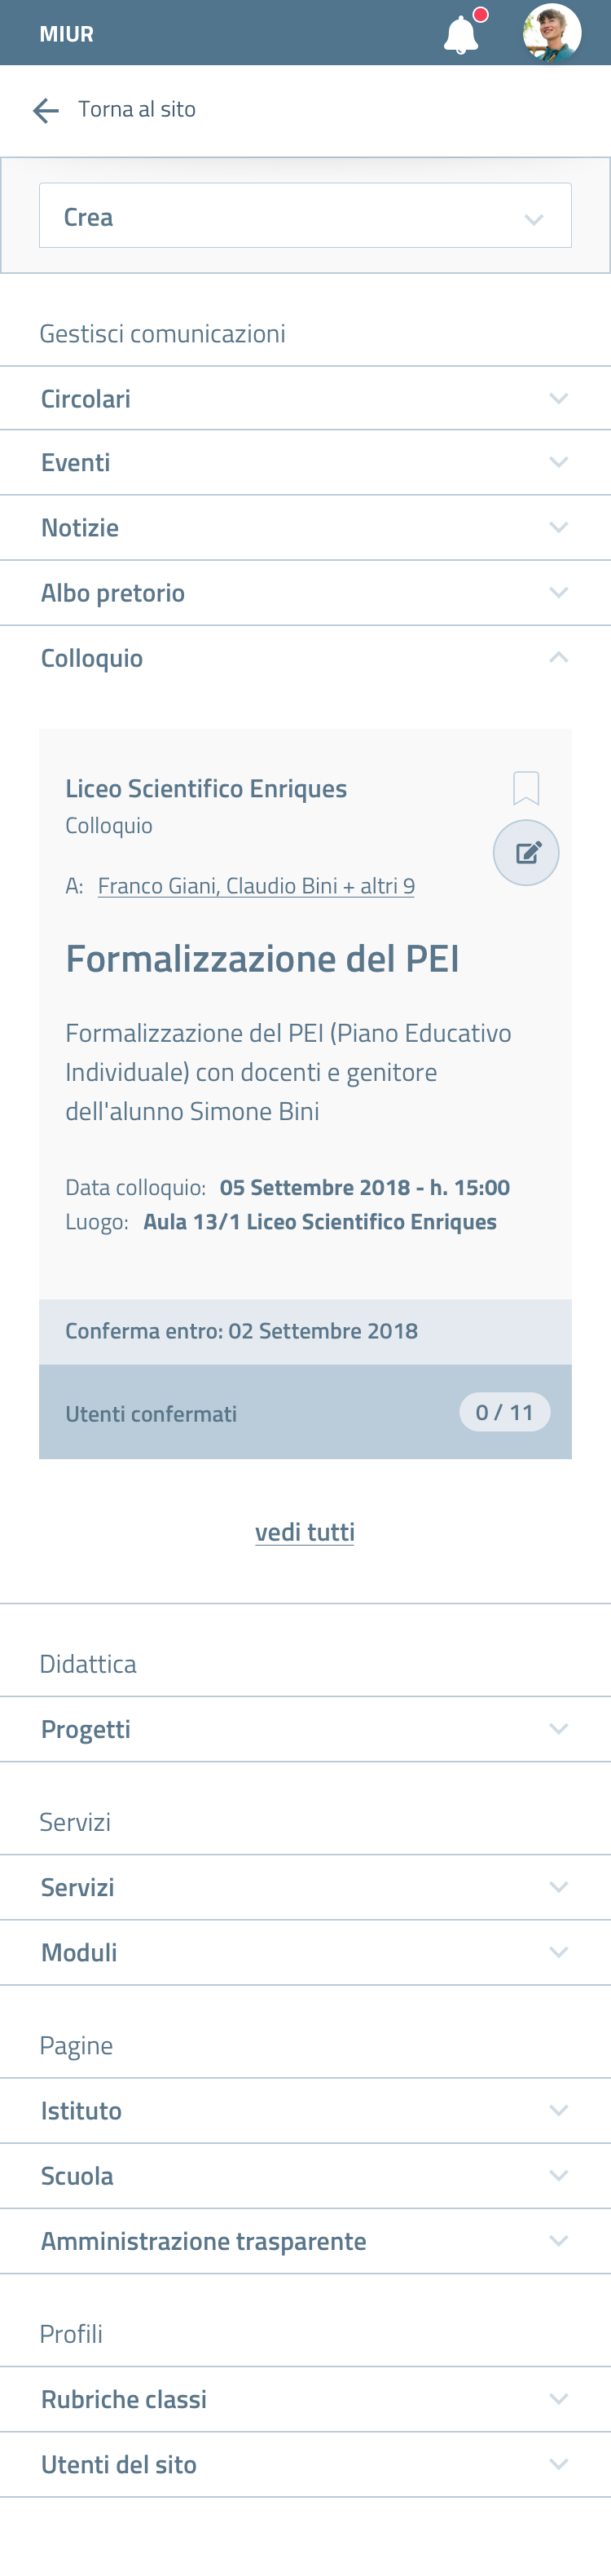 MIUR
Torna al sito
Crea
Gestisci comunicazioni
Circolari
Eventi
Notizie
Albo pretorio
Colloquio
Liceo Scientifico Enriques
Colloquio
A: Franco Giani, Claudio Bini + altri 9
Formalizzazione del PEI
Formalizzazione del PEI (Piano Educativo
Individuale) con docenti e genitore
dell'alunno Simone Bini
Data colloquio: 05 Settembre 2018 - h. 15:00
Luogo: Aula 13/1 Liceo Scientifico Enriques
Conferma entro: 02 Settembre 2018
Utenti confermati 0 / 11
vedi tutti
Didattica
Progetti
Servizi
Servizi
Moduli
Pagine
Istituto
Scuola
Amministrazione trasparente
Profili
Rubriche classi
Utenti del sito